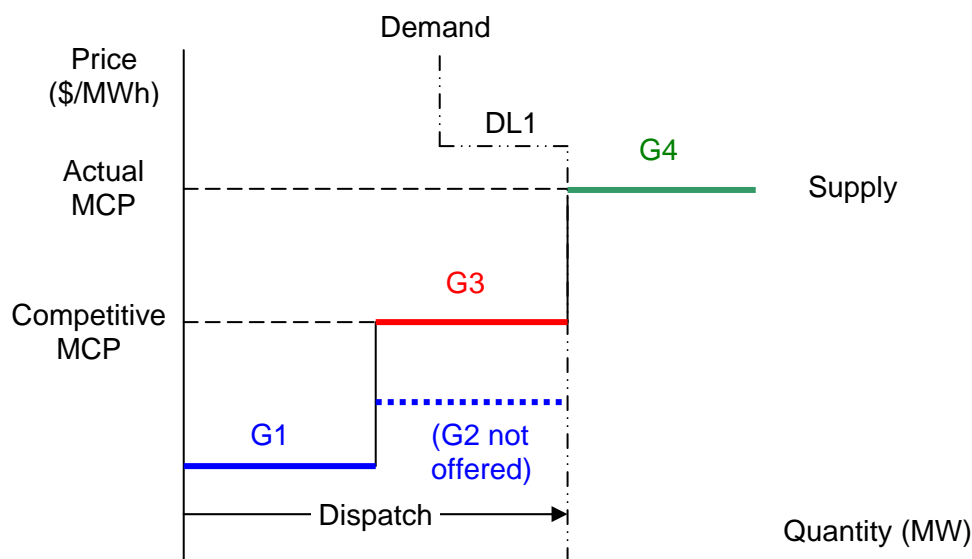 Demand
Price
($/MWh)
DL1
G4
Actual
MCP
Supply
G3
Competitive
MCP
G1
(G2 not
offered)
Dispatch
Quantity (MW)